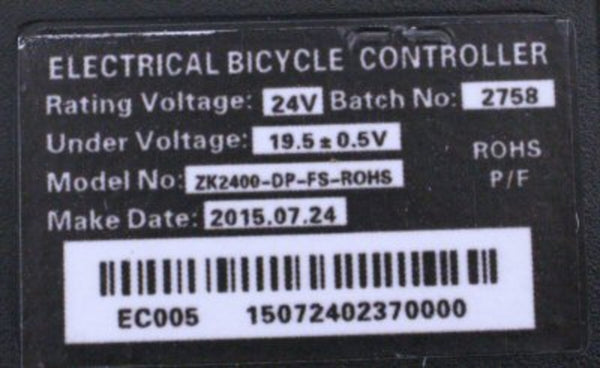 ELECTRICAL BICYCLE CONTROLLER
Rating Voltage: 24V Batch No: 2758
Under Voltage: 19.5±0.5V
ROHS
Model No: ZK2400-DP-FS-ROHS
P/F
Make Date: 2015.07.24
EC005 15072402370000